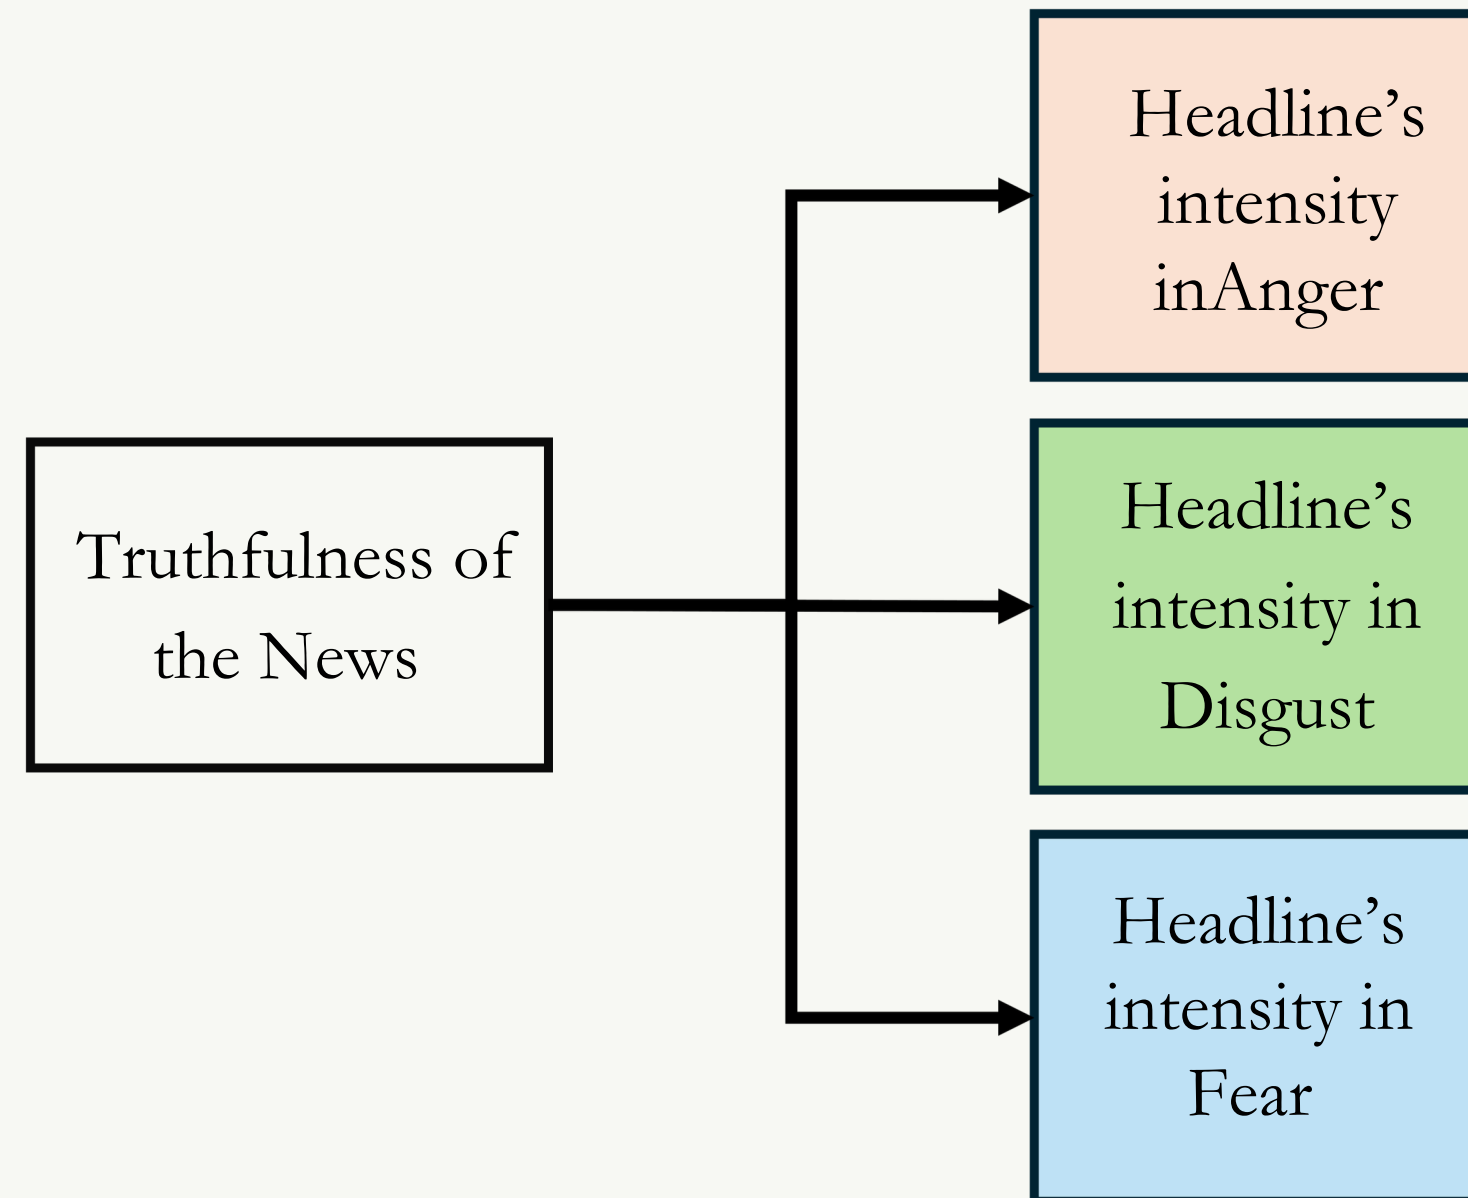 Headline’s
intensity
inAnger
Truthfulness of
the News
Headline’s
intensity in
Disgust
Headline’s
intensity in
Fear